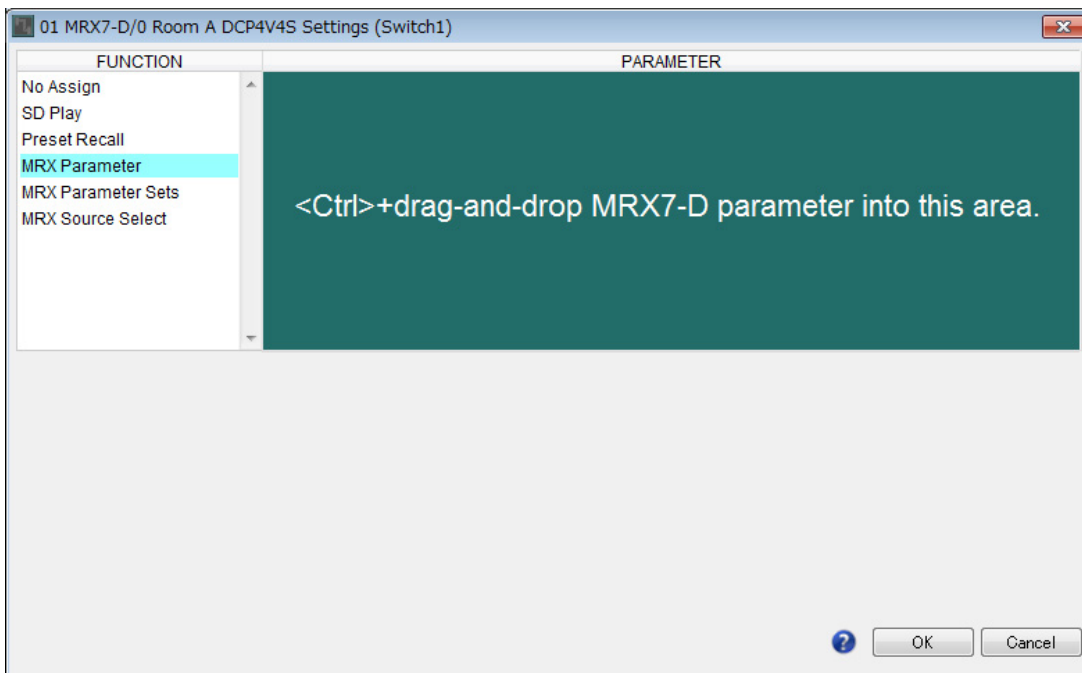 01 MRX7-D/0 Room A DCP4V4S Settings (Switch1)
FUNCTION
PARAMETER
No Assign
SD Play
Preset Recall
MRX Parameter
MRX Parameter Sets
MRX Source Select
<Ctrl>+drag-and-drop MRX7-D parameter into this area.
?
OK
Cancel